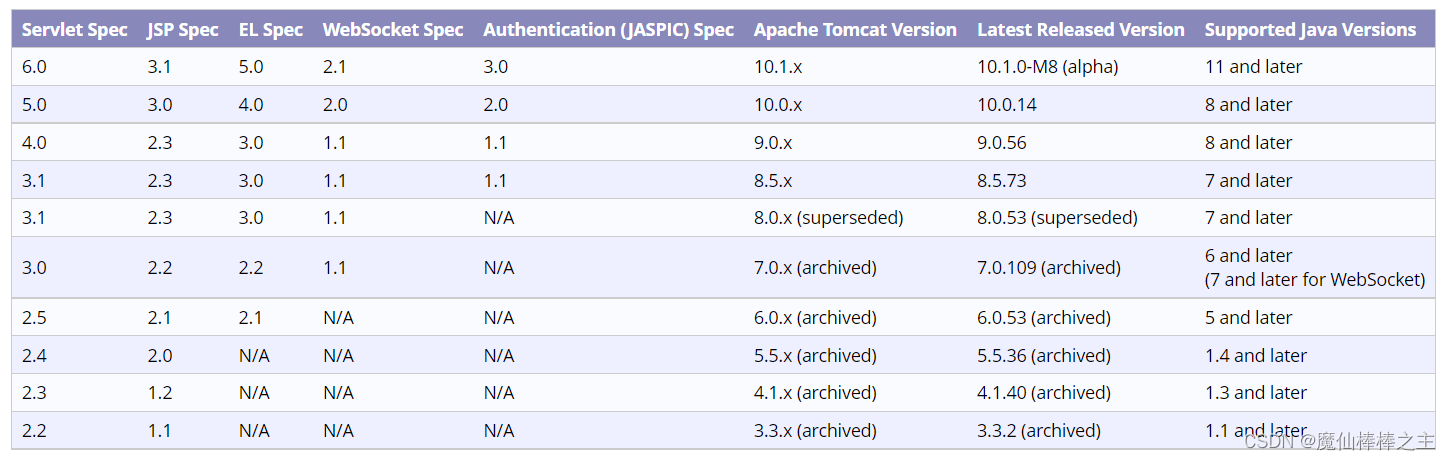 Servlet Spec JSP Spec EL Spec WebSocket Spec Authentication (JASPIC) Spec Apache Tomcat Version Latest Released Version Supported Java Versions
6.0 3.1 5.0 2.1 3.0 10.1.x 10.1.0-M8 (alpha) 11 and later
5.0 3.0 4.0 2.0 2.0 10.0.x 10.0.14 8 and later
4.0 2.3 3.0 1.1 1.1 9.0.x 9.0.56 8 and later
3.1 2.3 3.0 1.1 1.1 8.5.x 8.5.73 7 and later
3.1 2.3 3.0 1.1 N/A 8.0.x (superseded) 8.0.53 (superseded) 7 and later
3.0 2.2 2.2 1.1 N/A 7.0.x (archived) 7.0.109 (archived) 6 and later
(7 and later for WebSocket)
2.5 2.1 2.1 N/A N/A 6.0.x (archived) 6.0.53 (archived) 5 and later
2.4 2.0 N/A N/A N/A 5.5.x (archived) 5.5.36 (archived) 1.4 and later
2.3 1.2 N/A N/A N/A 4.1.x (archived) 4.1.40 (archived) 1.3 and later
2.2 1.1 N/A N/A N/A 3.3.x (archived) 3.3.2 (archived) 1.1 and later
CSDN @魔仙棒棒之主